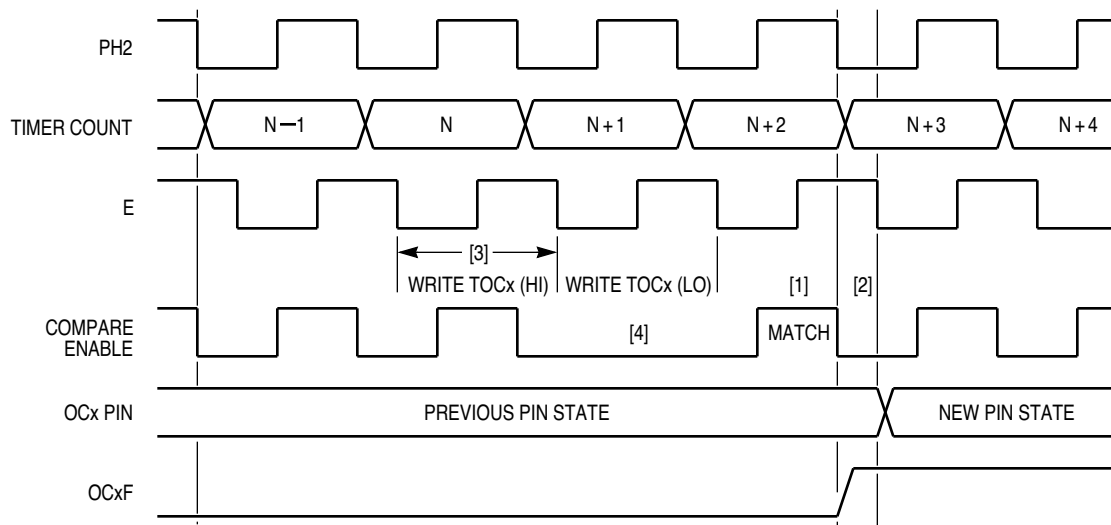 PH2
TIMER COUNT
N—1
N
N+1
N+2
N+3
N+4
E
[3]
WRITE TOCx (HI)
WRITE TOCx (LO)
[1]
[2]
COMPARE
ENABLE
[4]
MATCH
OCx PIN
PREVIOUS PIN STATE
NEW PIN STATE
OCxF